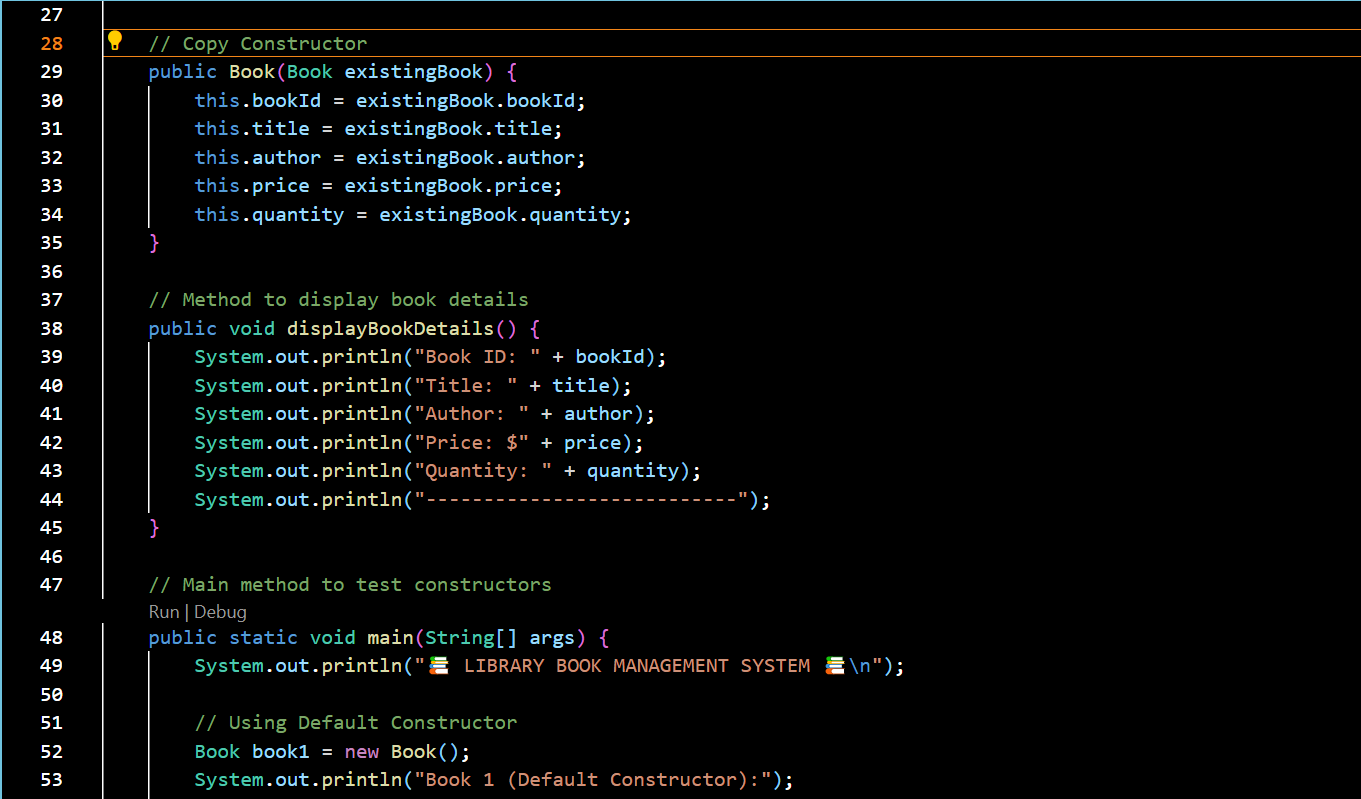 27
28 // Copy Constructor
29 public Book(Book existingBook) {
30 this.bookId = existingBook.bookId;
31 this.title = existingBook.title;
32 this.author = existingBook.author;
33 this.price = existingBook.price;
34 this.quantity = existingBook.quantity;
35 }
36
37 // Method to display book details
38 public void displayBookDetails() {
39 System.out.println("Book ID: " + bookId);
40 System.out.println("Title: " + title);
41 System.out.println("Author: " + author);
42 System.out.println("Price: $" + price);
43 System.out.println("Quantity: " + quantity);
44 System.out.println("---------------------------");
45 }
46
47 // Main method to test constructors
Run | Debug
48 public static void main(String[] args) {
49 System.out.println("📚 LIBRARY BOOK MANAGEMENT SYSTEM 📚\n");
50
51 // Using Default Constructor
52 Book book1 = new Book();
53 System.out.println("Book 1 (Default Constructor):");